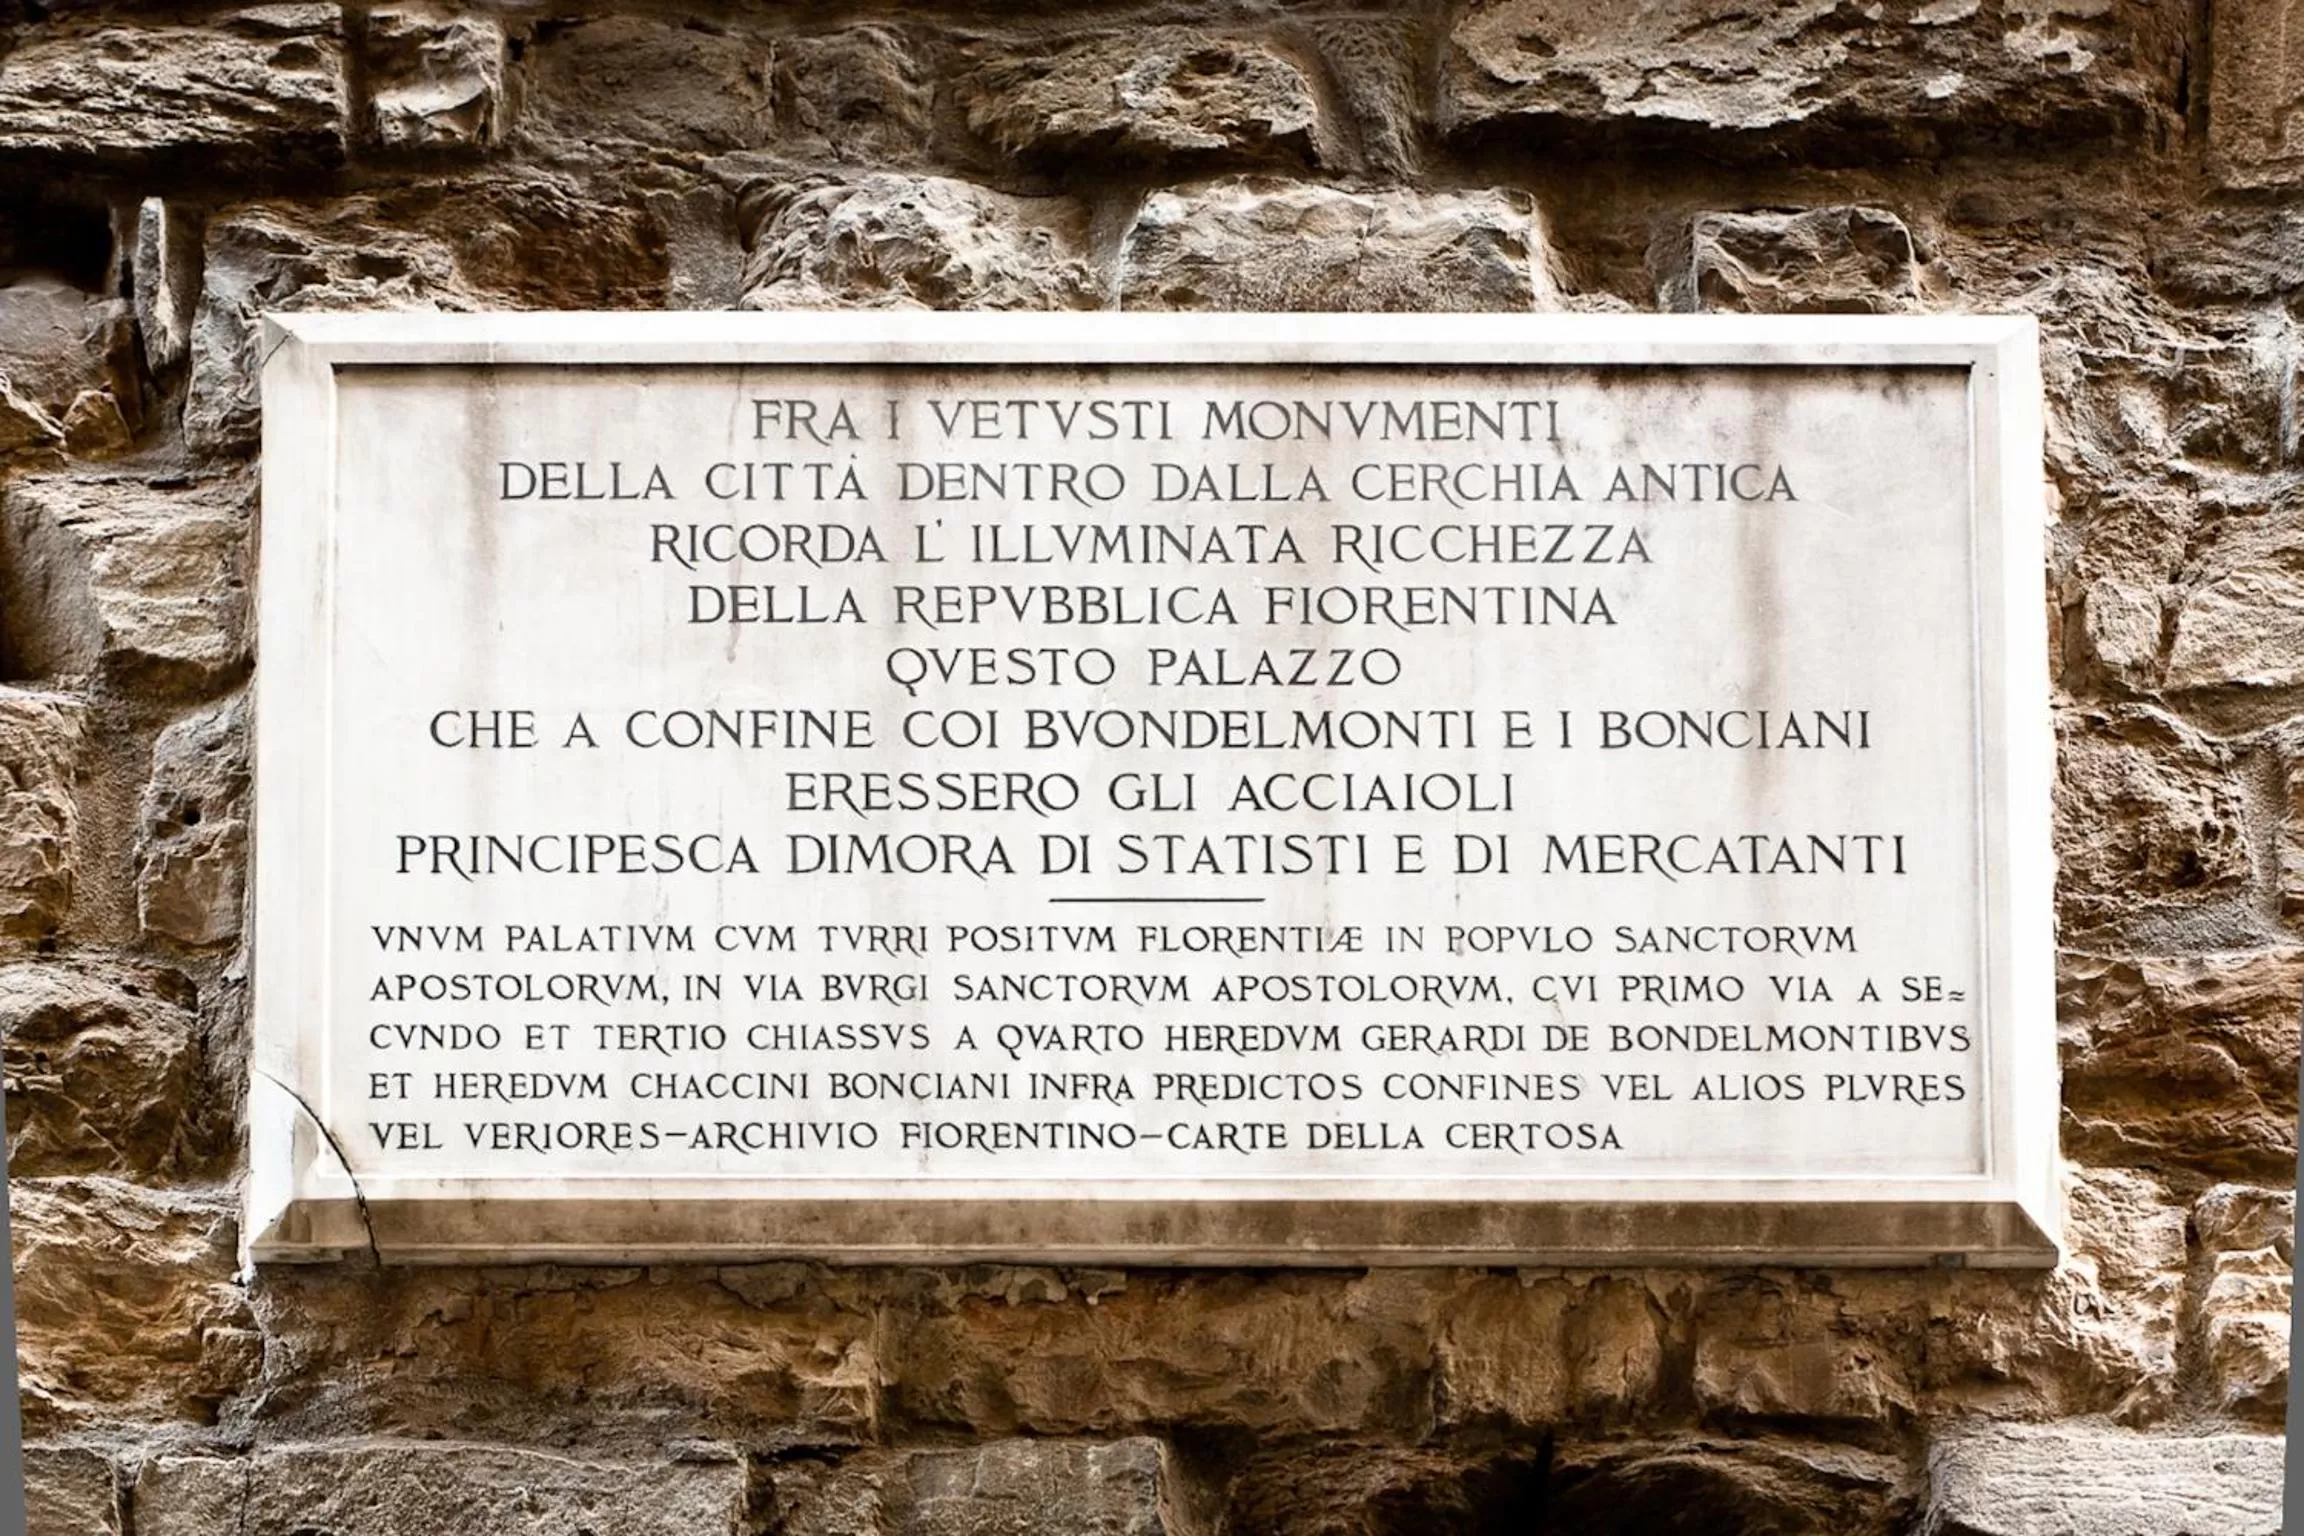 FRA I VETVSTI MONVMENTI
DELLA CITTÀ DENTRO DALLA CERCHIA ANTICA
RICORDA L' ILLVMINATA RICCHEZZA
DELLA REPVBBLICA FIORENTINA
QVESTO PALAZZO
CHE A CONFINE COI BVONDELMONTI E I BONCIANI
ERESSERO GLI ACCIAIOLI
PRINCIPESCA DIMORA DI STATISTI E DI MERCATANTI
VNVM PALATIVM CVM TVRRI POSITVM FLORENTIÆ IN POPVLO SANCTORVM
APOSTOLORVM, IN VIA BVRGI SANCTORVM APOSTOLORVM. CVI PRIMO VIA A SE≈
CVNDO ET TERTIO CHIASSVS A QVARTO HEREDVM GERARDI DE BONDELMONTIBVS
ET HEREDVM CHACCINI BONCIANI INFRA PREDICTOS CONFINES VEL ALIOS PLVRES
VEL VERIORES—ARCHIVIO FIORENTINO—CARTE DELLA CERTOSA